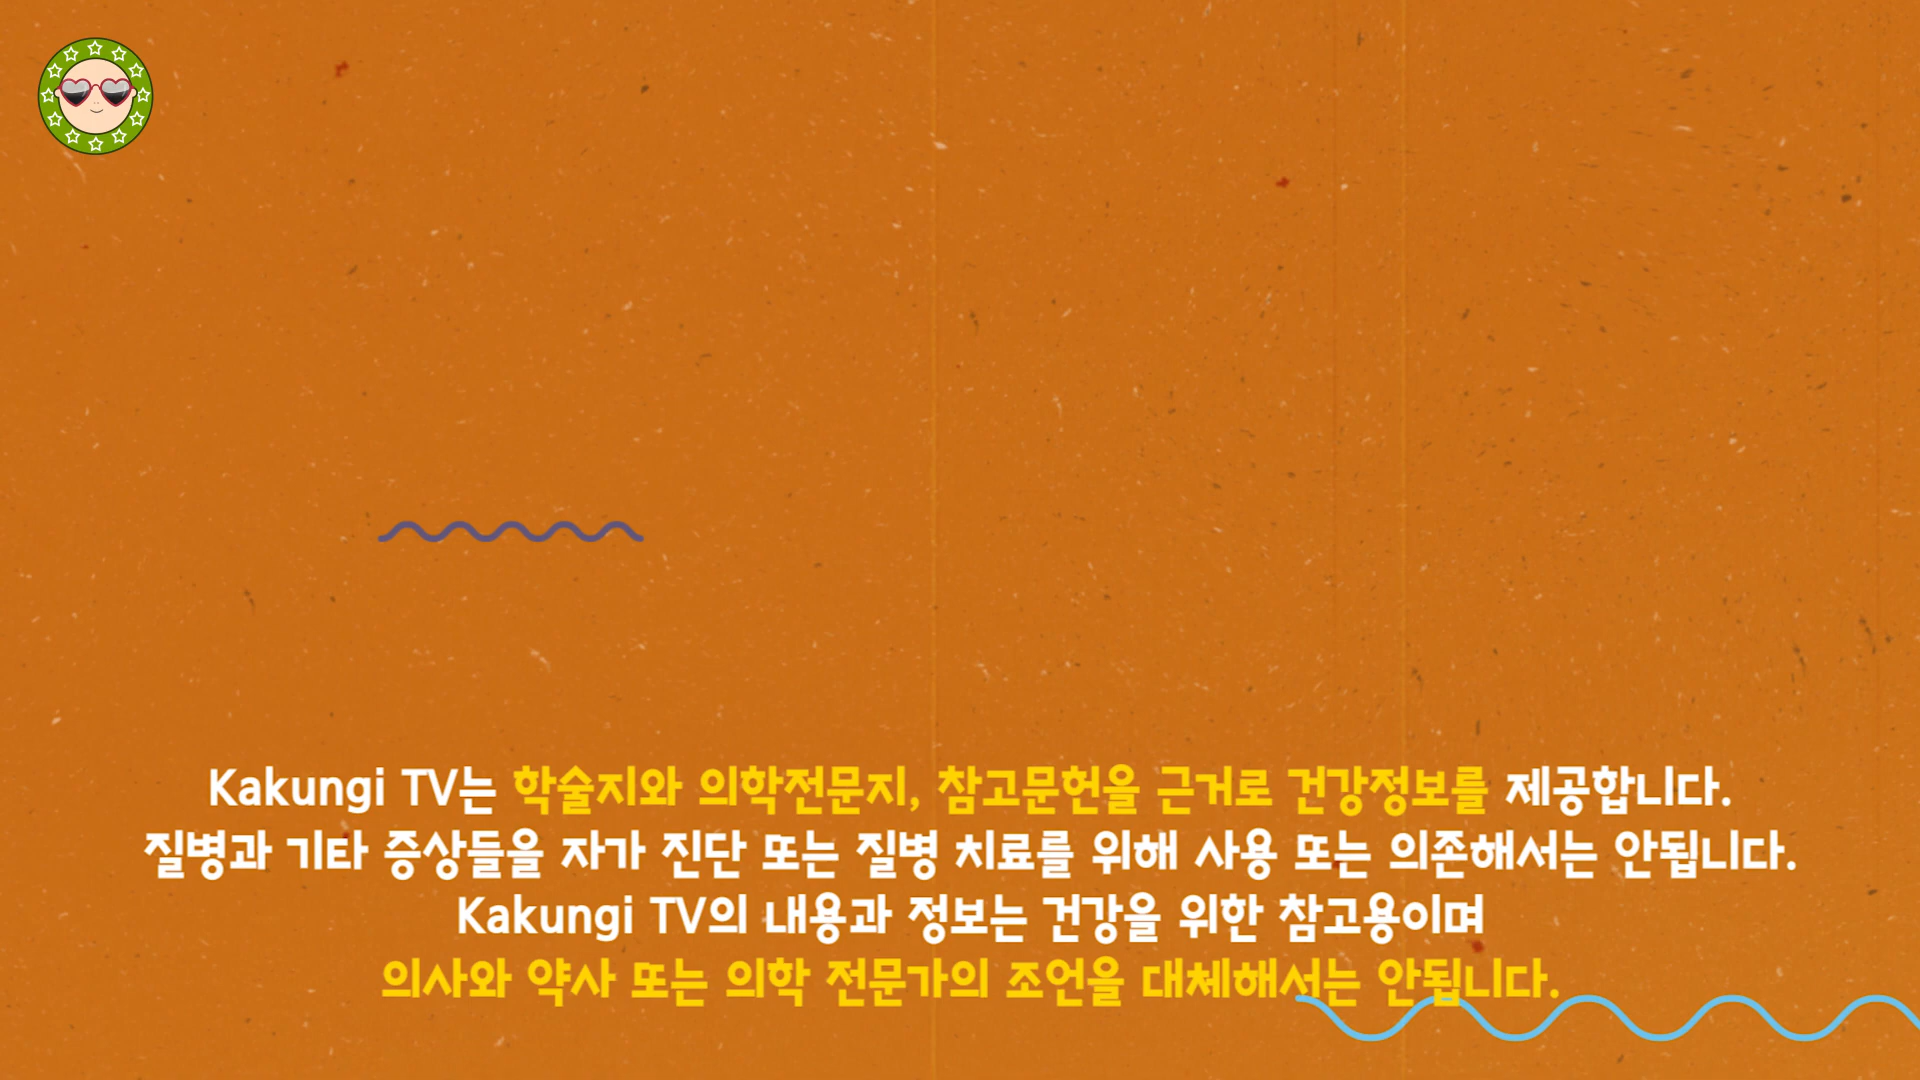 Kakungi TV는 학술지와 의학전문지, 참고문헌을 근거로 건강정보를 제공합니다.
질병과 기타 증상들을 자가 진단 또는 질병 치료를 위해 사용 또는 의존해서는 안됩니다.
Kakungi TV의 내용과 정보는 건강을 위한 참고용이며
의사와 약사 또는 의학 전문가의 조언을 대체해서는 안됩니다.